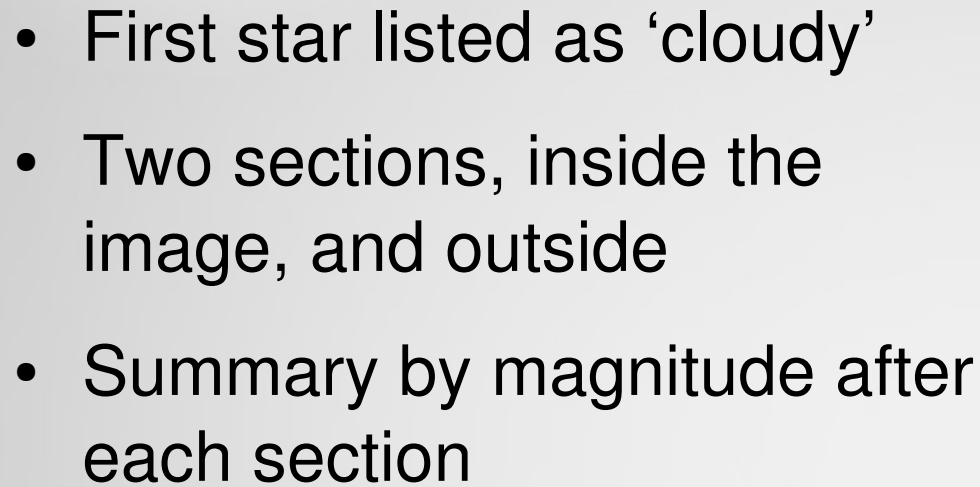 • First star listed as ‘cloudy’
• Two sections, inside the
image, and outside
• Summary by magnitude after
each section